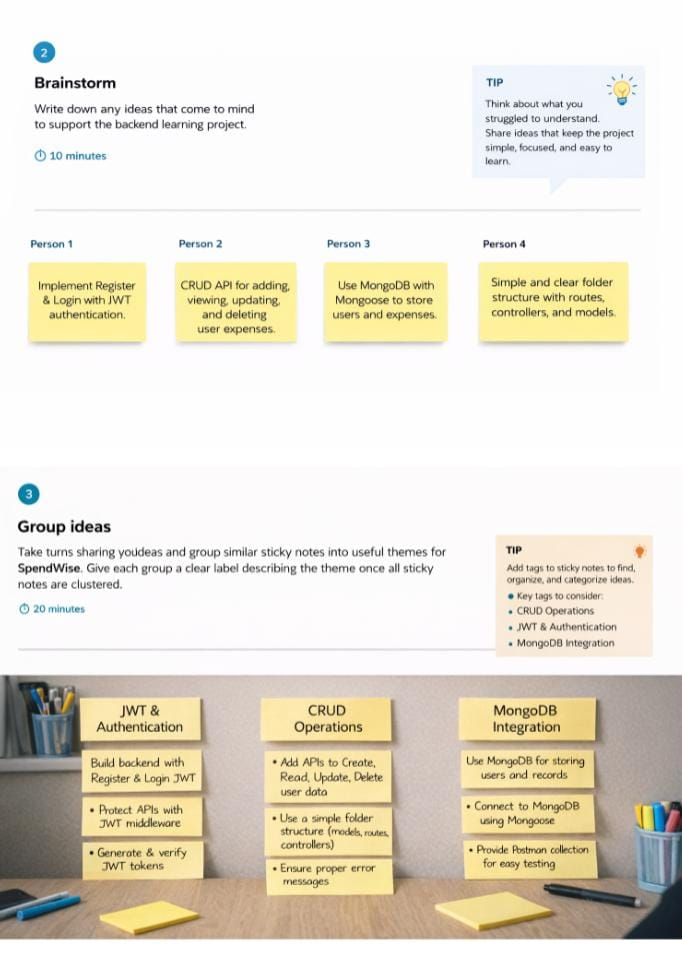 2
Brainstorm
Write down any ideas that come to mind
to support the backend learning project.
10 minutes
TIP
Think about what you
struggled to understand.
Share ideas that keep the project
simple, focused, and easy to
learn.
Person 1
Implement Register
& Login with JWT
authentication.
Person 2
CRUD API for adding,
viewing, updating,
and deleting
user expenses.
Person 3
Use MongoDB with
Mongoose to store
users and expenses.
Person 4
Simple and clear folder
structure with routes,
controllers, and models.
3
Group ideas
Take turns sharing youideas and group similar sticky notes into useful themes for
SpendWise. Give each group a clear label describing the theme once all sticky
notes are clustered.
20 minutes
TIP
Add tags to sticky notes to find,
organize, and categorize ideas.
• Key tags to consider:
• CRUD Operations
• JWT & Authentication
• MongoDB Integration
JWT &
Authentication
Build backend with
Register & Login JWT
• Protect APIs with
JWT middleware
• Generate & verify
JWT tokens
CRUD
Operations
• Add APIs to Create,
Read, Update, Delete
user data
• Use a simple folder
structure (models, routes,
controllers)
• Ensure proper error
messages
MongoDB
Integration
Use MongoDB for storing
users and records
• Connect to MongoDB
using Mongoose
• Provide Postman collection
for easy testing